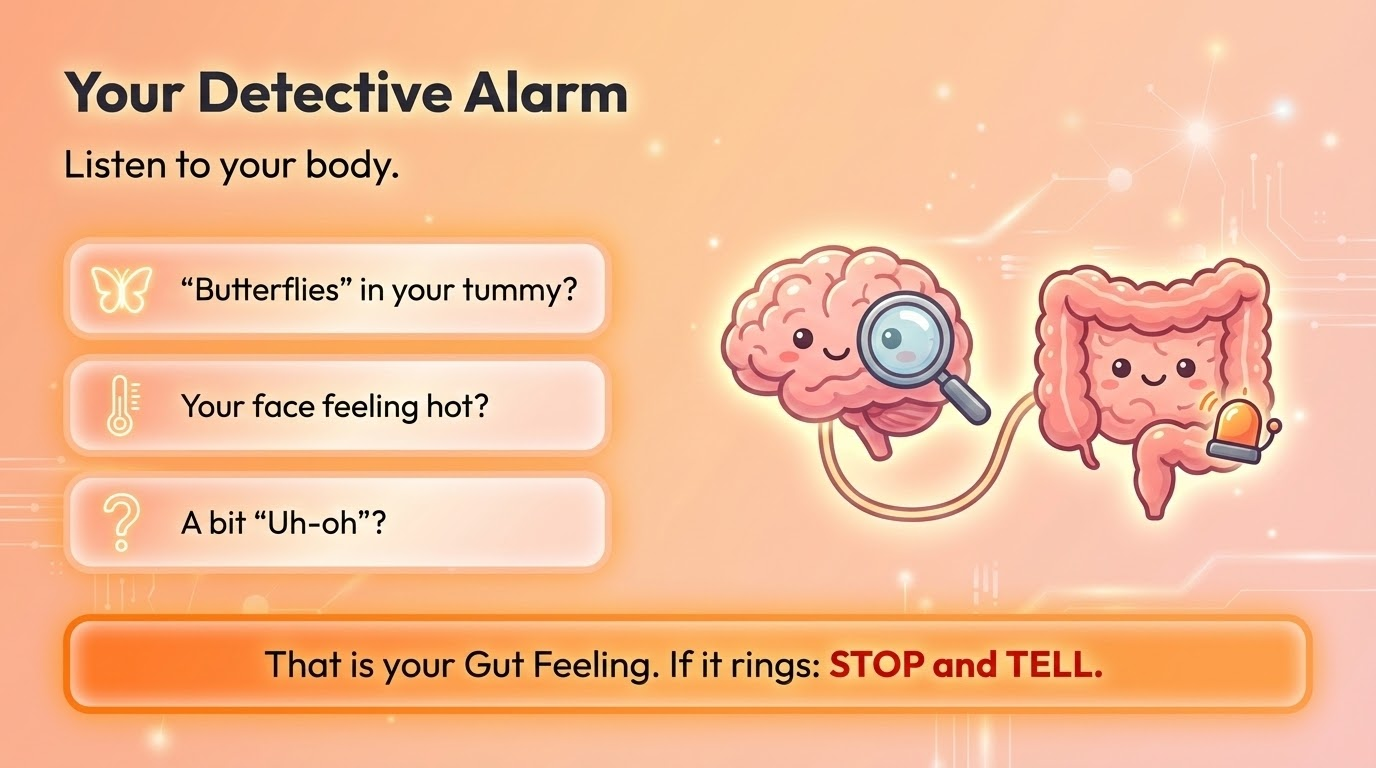 Your Detective Alarm
Listen to your body.
“Butterflies” in your tummy?
Your face feeling hot?
A bit “Uh-oh”?
That is your Gut Feeling. If it rings: STOP and TELL.